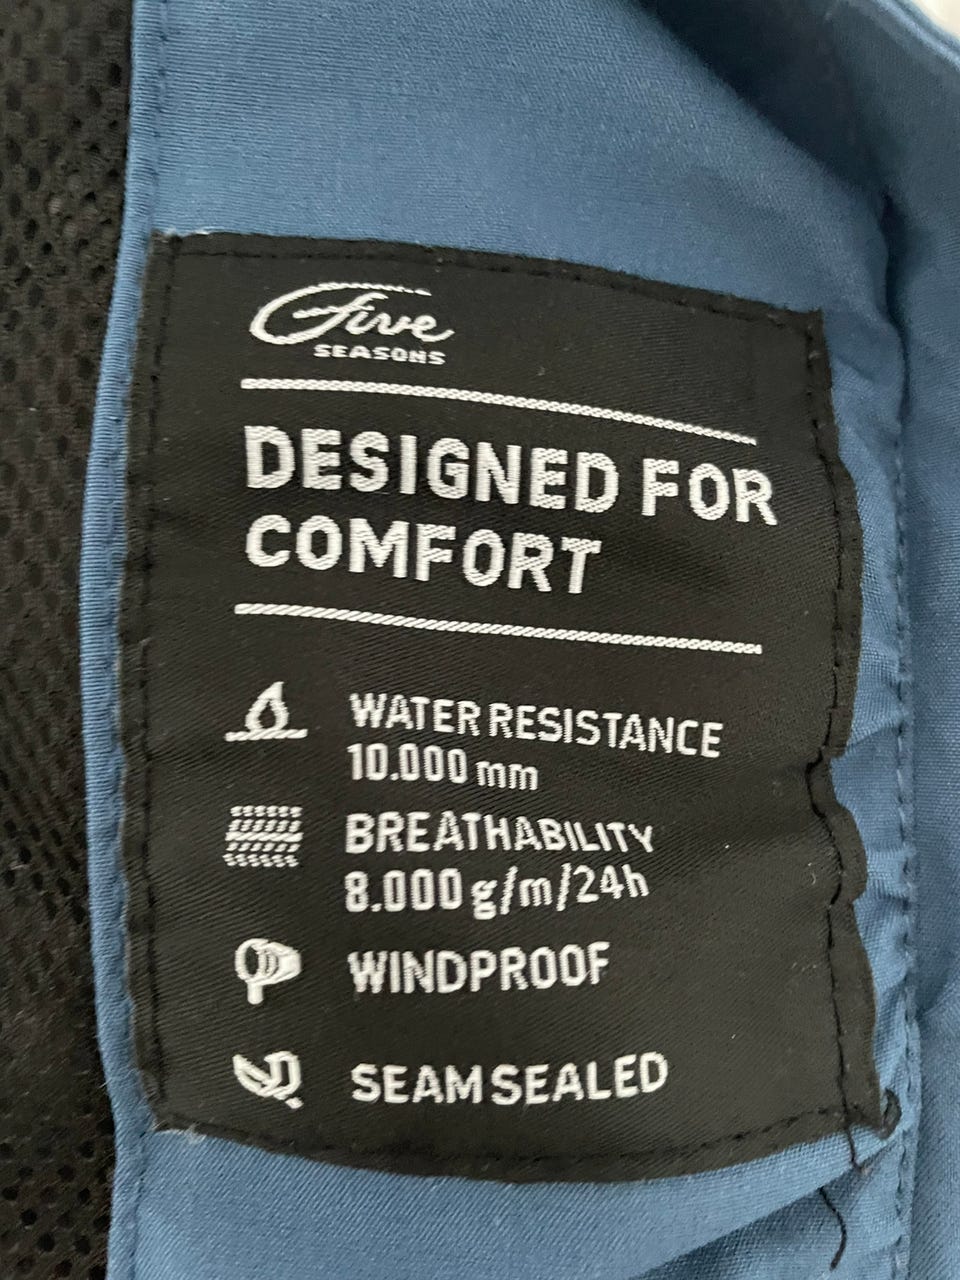 Five
SEASONS
DESIGNED FOR
COMFORT
WATER RESISTANCE
10.000 mm
BREATHABILITY
8.000 g/m/24h
WINDPROOF
SEAM SEALED